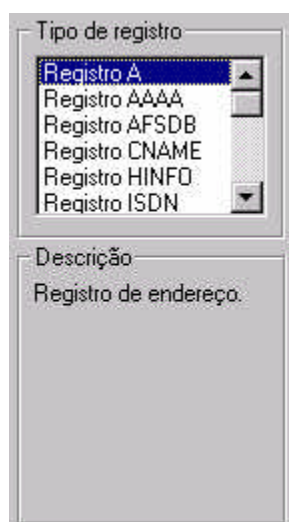 Tipo de registro
Registro A
Registro AAAA
Registro AFSDB
Registro CNAME
Registro HINFO
Registro ISDN
Descrição
Registro de endereço.